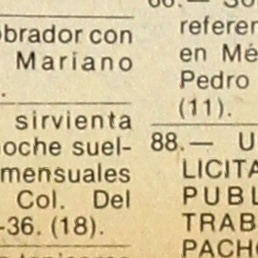 obrador con
Mariano
.
sirvienta
noche suel-
mensuales
Col. Del
-36. (18).
referen
en Mé
Pedro
(11).
88.— U
LICITA
PUBL
TRAB
PACHO